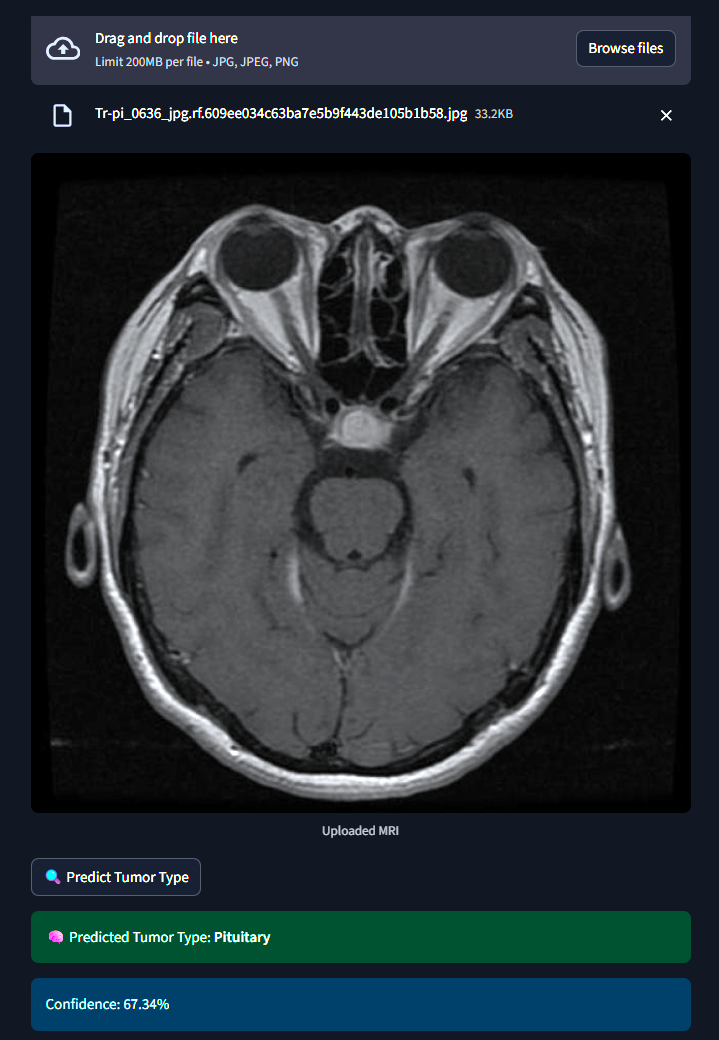 Drag and drop file here
Limit 200MB per file • JPG, JPEG, PNG
Browse files
Tr-pi_0636_jpg.rf.609ee034c63ba7e5b9f443de105b1b58.jpg 33.2KB
Uploaded MRI
Predict Tumor Type
Predicted Tumor Type: Pituitary
Confidence: 67.34%